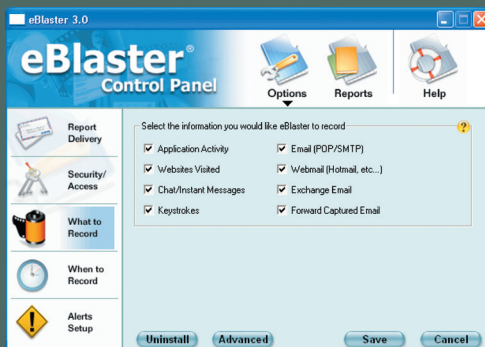 eBlaster 3.0
eBlaster®
Control Panel
Options
Reports
Help
Report
Delivery
Security/
Access
What to
Record
When to
Record
Alerts
Setup
Select the information you would like eBlaster to record
?
Application Activity
Email (POP/SMTP)
Websites Visited
Webmail (Hotmail, etc...)
Chat/Instant Messages
Exchange Email
Keystrokes
Forward Captured Email
Uninstall
Advanced
Save
Cancel